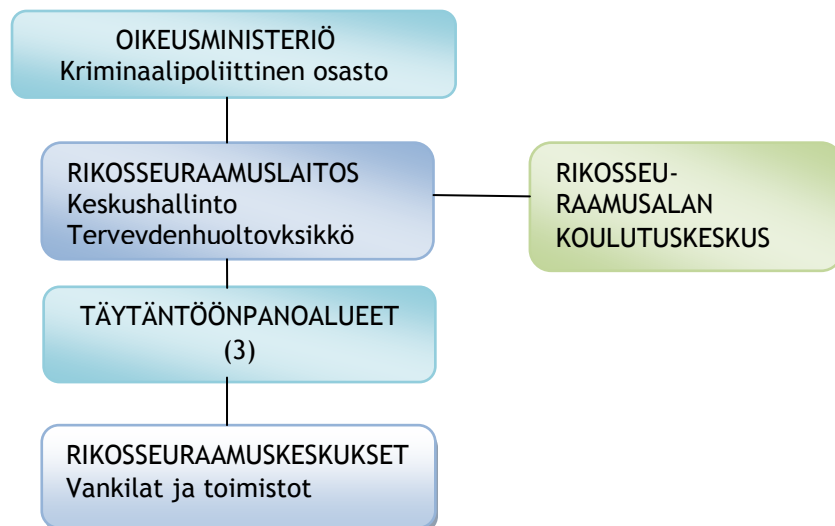 OIKEUSMINISTERIÖ
Kriminaalipoliittinen osasto
RIKOSSEURAAMUSLAITOS
Keskushallinto
Tervevdenhuoltovksikkö
RIKOSSEU-
RAAMUSALAN
KOULUTUSKESKUS
TÄYTÄNTÖÖNPANOALUEET
(3)
RIKOSSEURAAMUSKESKUKSET
Vankilat ja toimistot